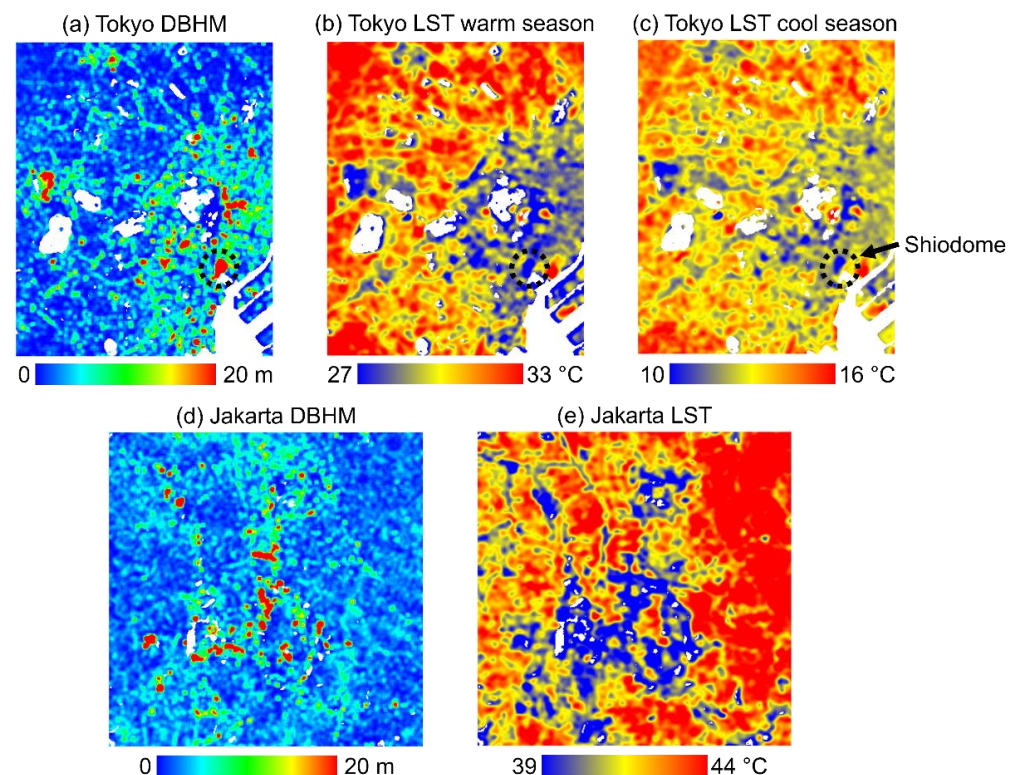 (a) Tokyo DBHM
(b) Tokyo LST warm season
(c) Tokyo LST cool season
Shiodome
0 20 m
27 33 °C
10 16 °C
(d) Jakarta DBHM
(e) Jakarta LST
0 20 m
39 44 °C